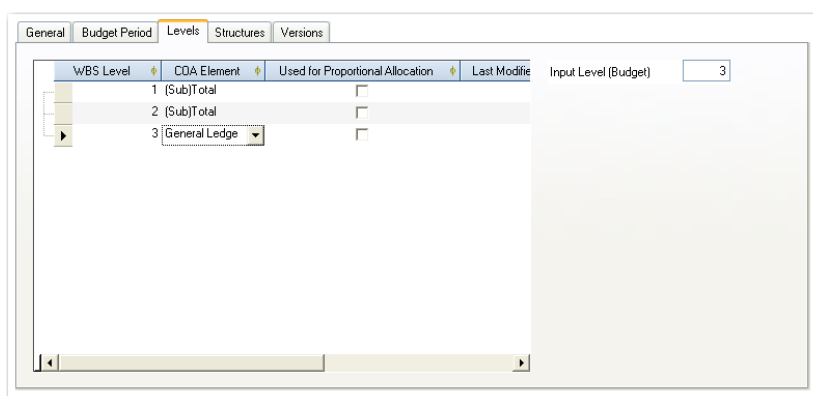 General Budget Period Levels Structures Versions
WBS Level COA Element Used for Proportional Allocation Last Modifie Input Level (Budget) 3
1 (Sub)Total
2 (Sub)Total
3 General Ledge